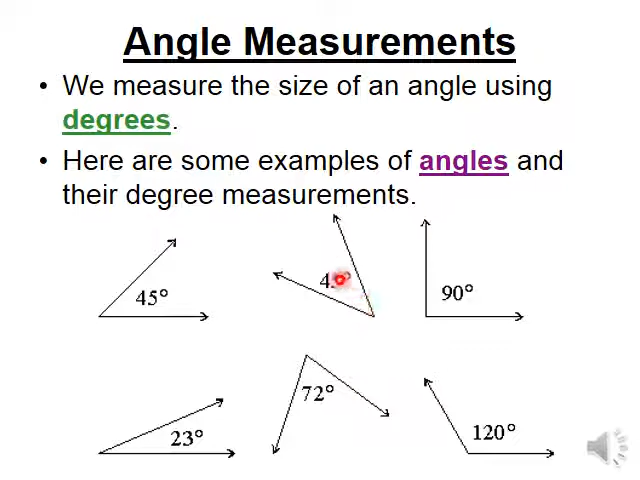 Angle Measurements
• We measure the size of an angle using
degrees.
• Here are some examples of angles and
their degree measurements.
45°
90°
23°
72°
120°